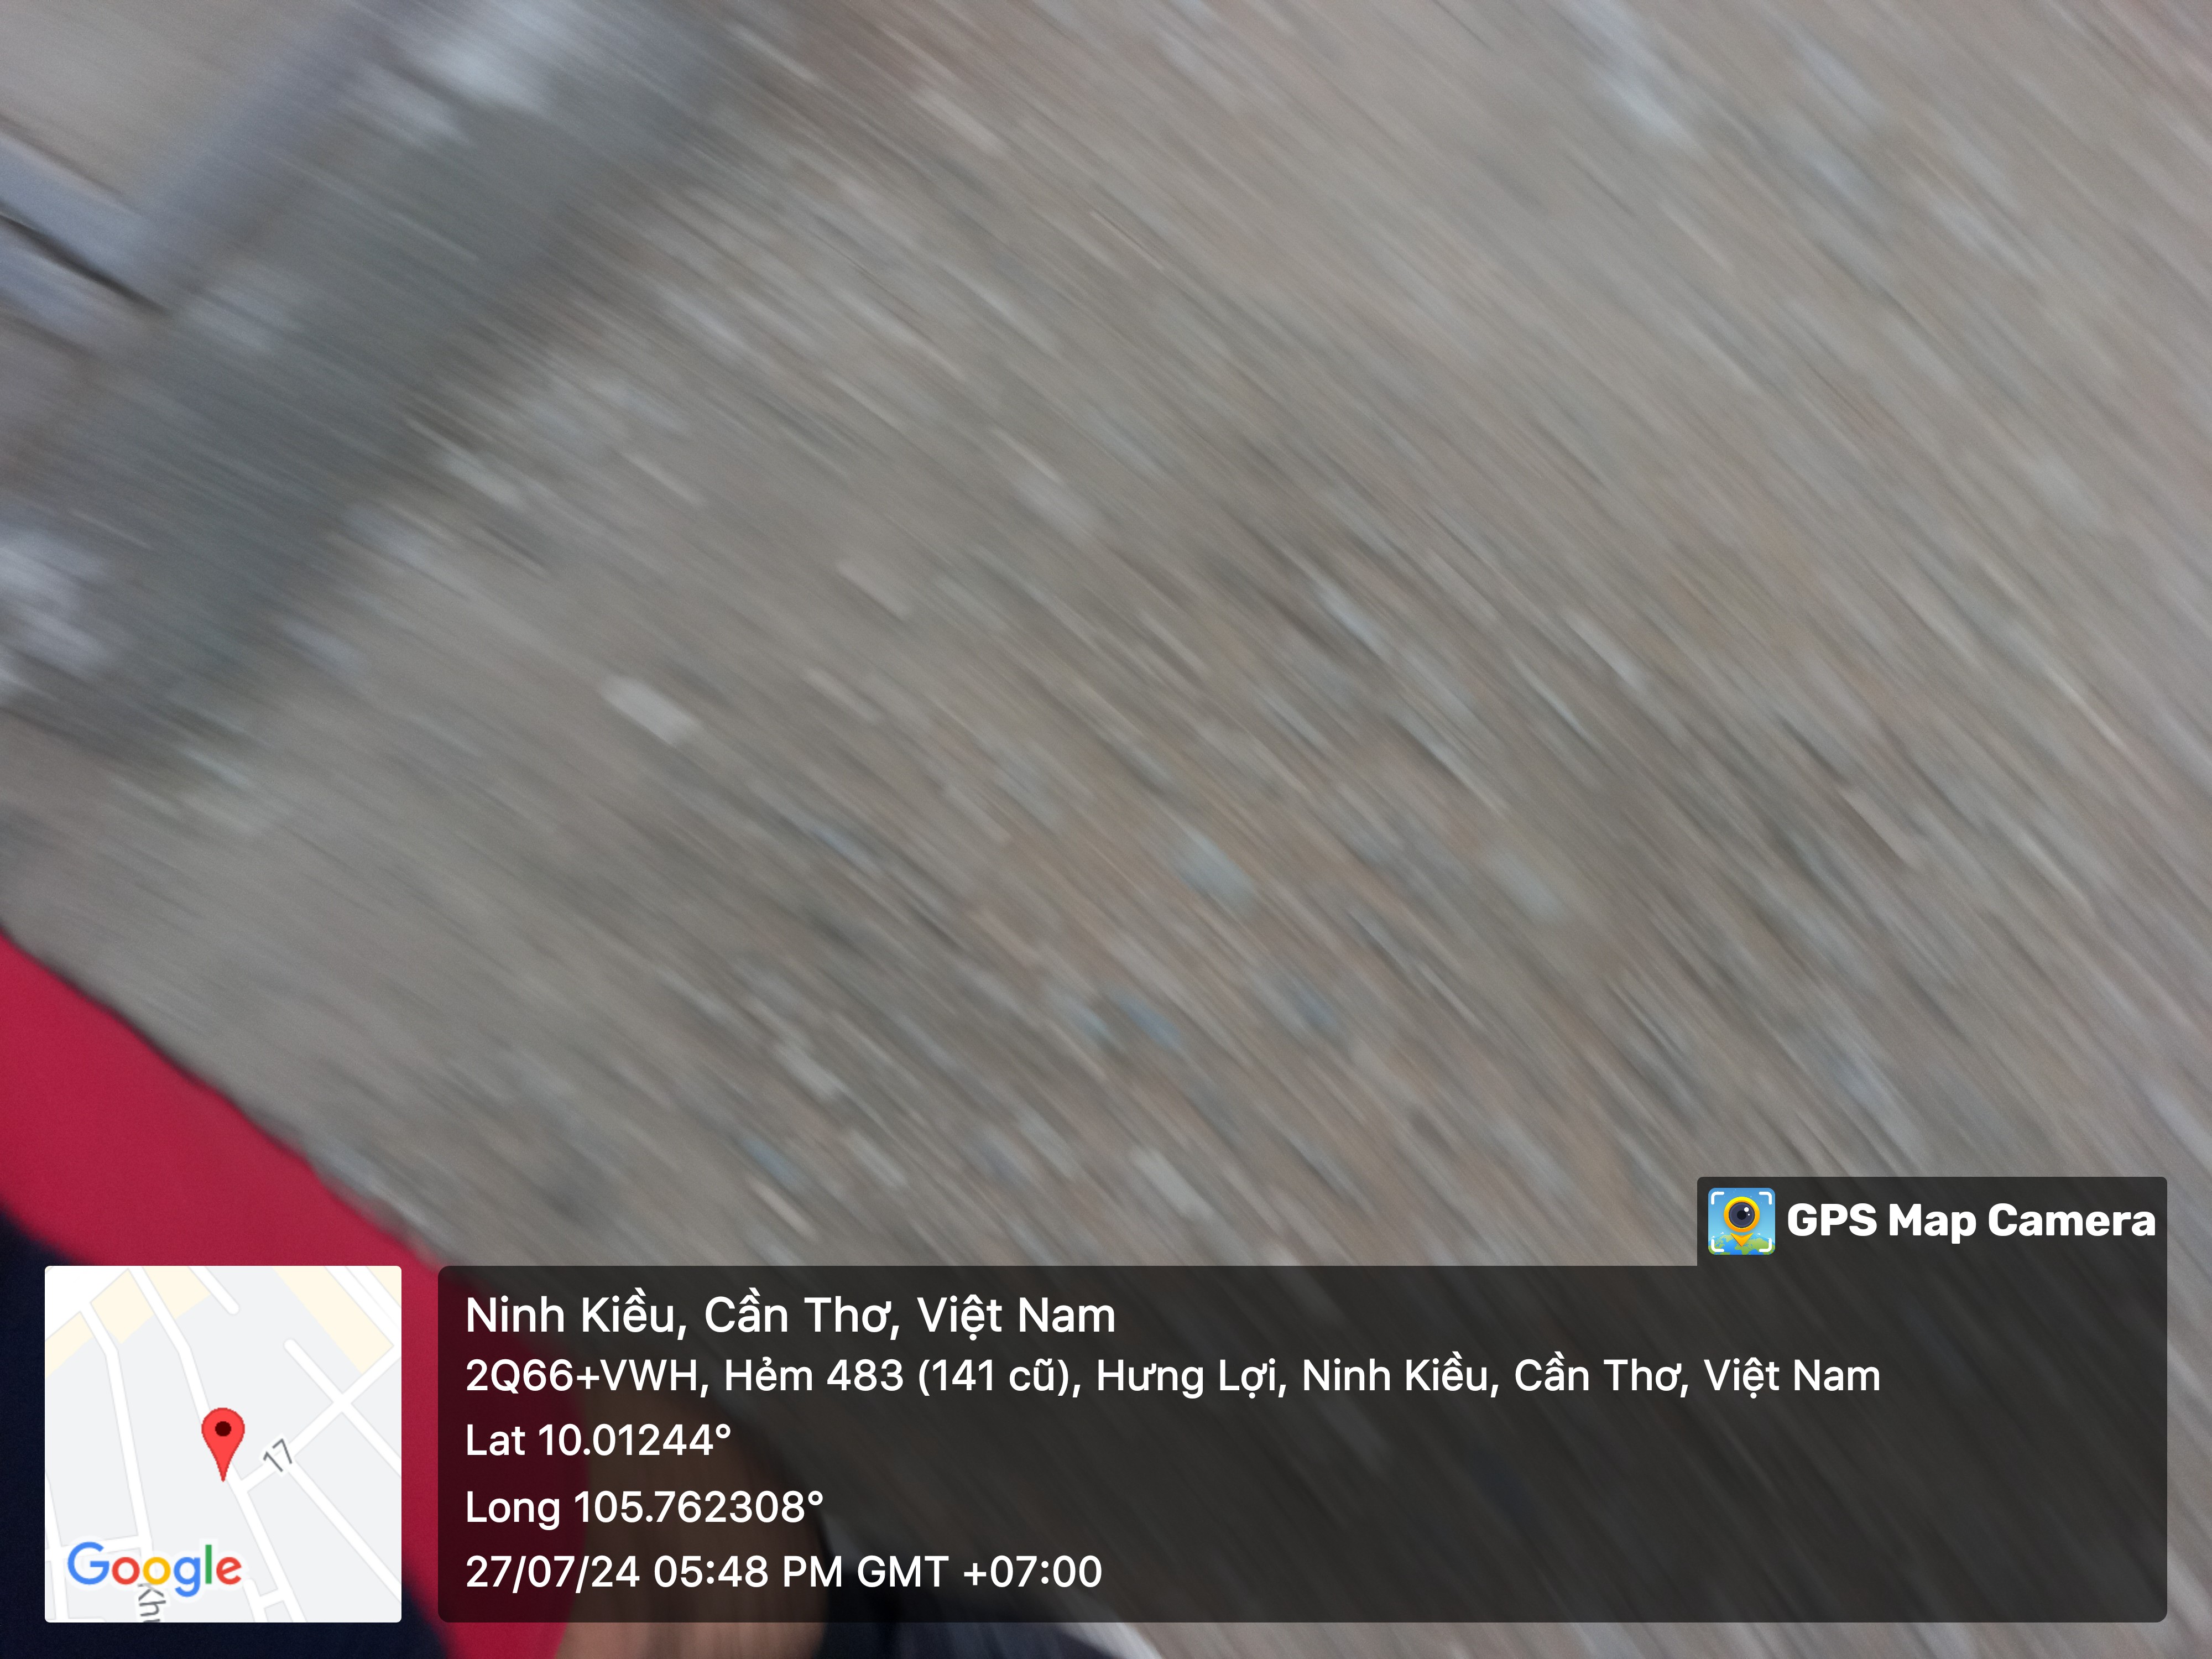 GPS Map Camera
Ninh Kiều, Cần Thơ, Việt Nam
2Q66+VWH, Hẻm 483 (141 cũ), Hưng Lợi, Ninh Kiều, Cần Thơ, Việt Nam
Lat 10.01244°
Long 105.762308°
27/07/24 05:48 PM GMT +07:00
17
Google